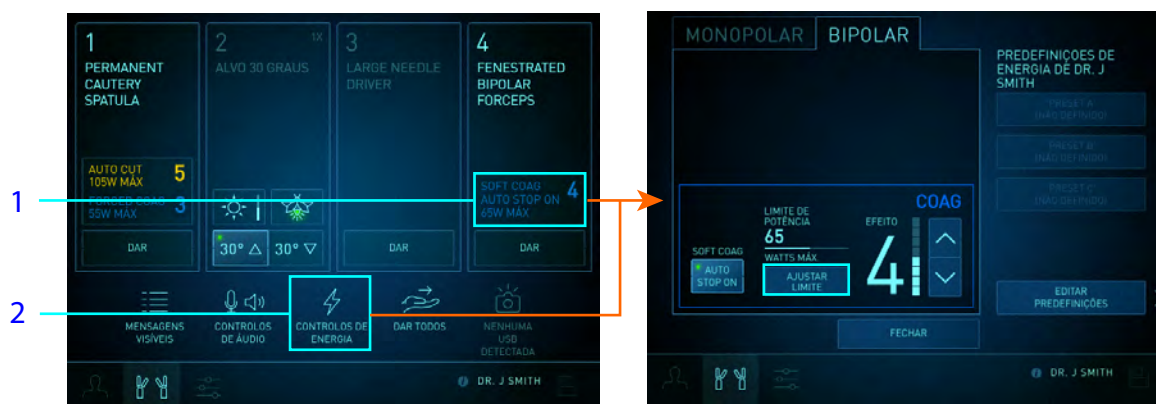 1
PERMANENT
CAUTERY
SPATULA
AUTO CUT 5
105W MÁX
FORCED COAG 3
55W MAX
DAR
2 1X
ALVO 30 GRAUS
30° △ 30° ▽
3
LARGE NEEDLE
DRIVER
DAR
4
FENESTRATED
BIPOLAR
FORCEPS
SOFT COAG 4
AUTO STOP ON
65W MÁX
DAR
1
2
MENSAGENS
VISÍVEIS
CONTROLOS
DE ÁUDIO
CONTROLOS DE
ENERGIA
DAR TODOS
NENHUMA
USB
DETECTADA
DR. J SMITH
MONOPOLAR BIPOLAR
COAG
SOFT COAG
AUTO
STOP ON
LIMITE DE
POTÊNCIA
65
WATTS MÁX.
AJUSTAR
LIMITE
EFEITO
4
FECHAR
PREDEFINIÇOES DE
ENERGIA DE DR. J
SMITH
PRESET A
(NÃO DEFINIDO)
PRESET B
(NÃO DEFINIDO)
PRESET C
(NÃO DEFINIDO)
EDITAR
PREDEFINIÇÕES
DR. J SMITH